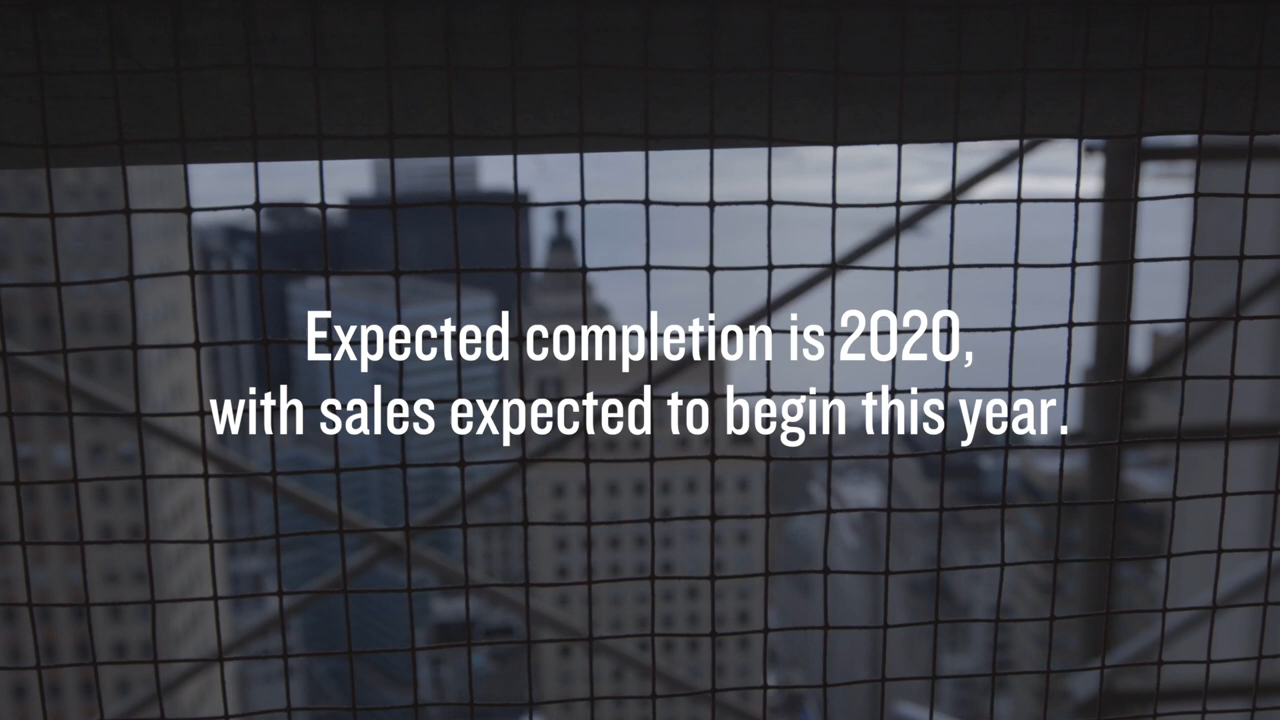 Expected completion is 2020,
with sales expected to begin this year.